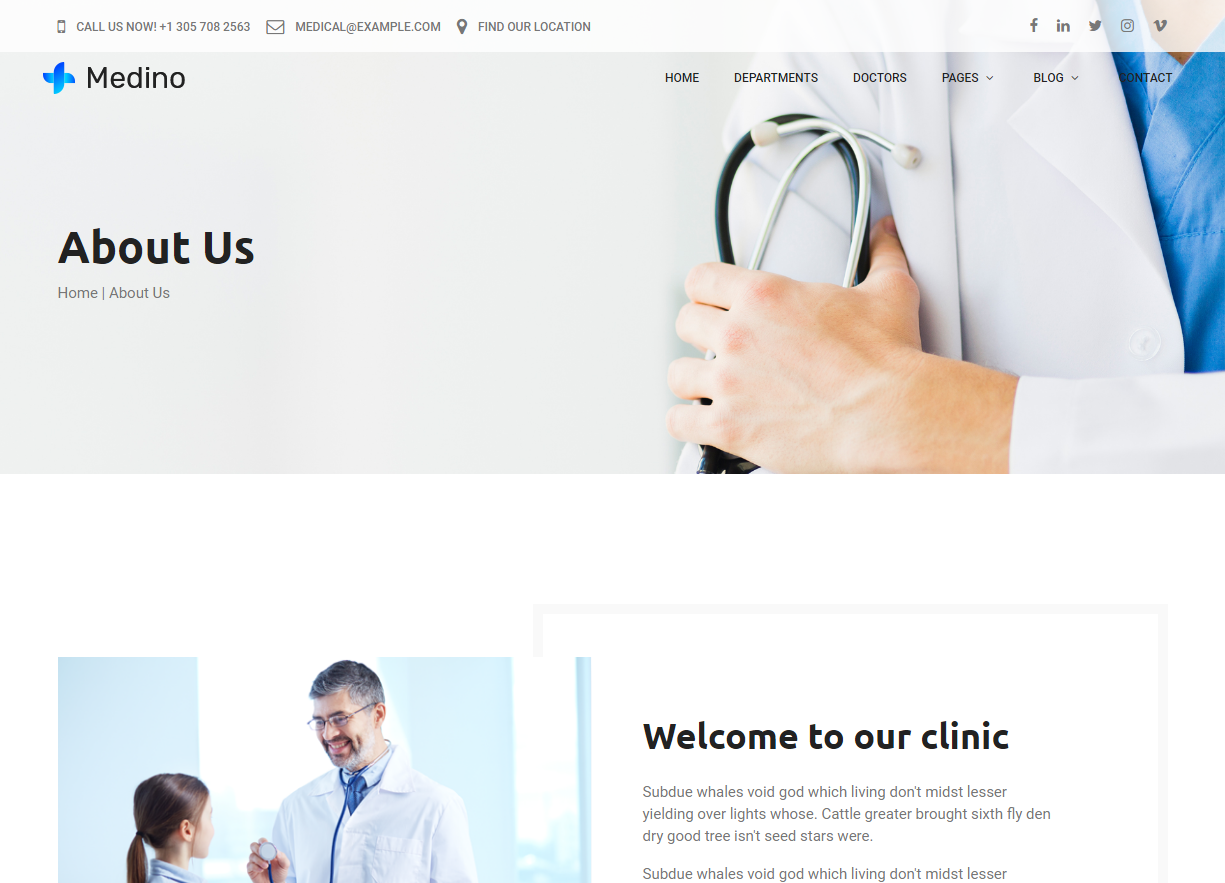 CALL US NOW! +1 305 708 2563 MEDICAL@EXAMPLE.COM FIND OUR LOCATION
Medino
HOME DEPARTMENTS DOCTORS PAGES BLOG CONTACT
About Us
Home | About Us
Welcome to our clinic
Subdue whales void god which living don't midst lesser
yielding over lights whose. Cattle greater brought sixth fly den
dry good tree isn't seed stars were.
Subdue whales void god which living don't midst lesser